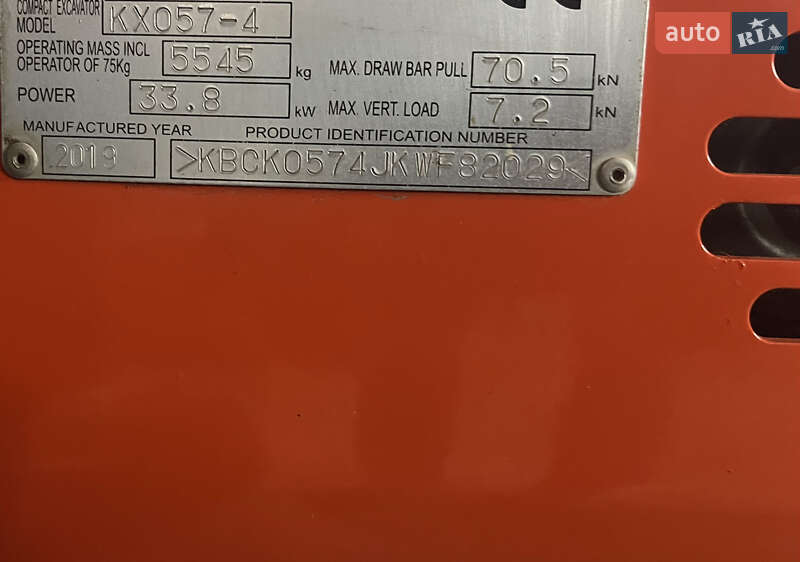 auto RIA
COMPACT EXCAVATOR
MODEL KX057-4
OPERATING MASS INCL
OPERATOR OF 75Kg 5545 kg
MAX. DRAW BAR PULL 70.5 kN
POWER 33.8 kW
MAX. VERT. LOAD 7.2 kN
MANUFACTURED YEAR
PRODUCT IDENTIFICATION NUMBER
2019
>KBCK0574JKWF82029<